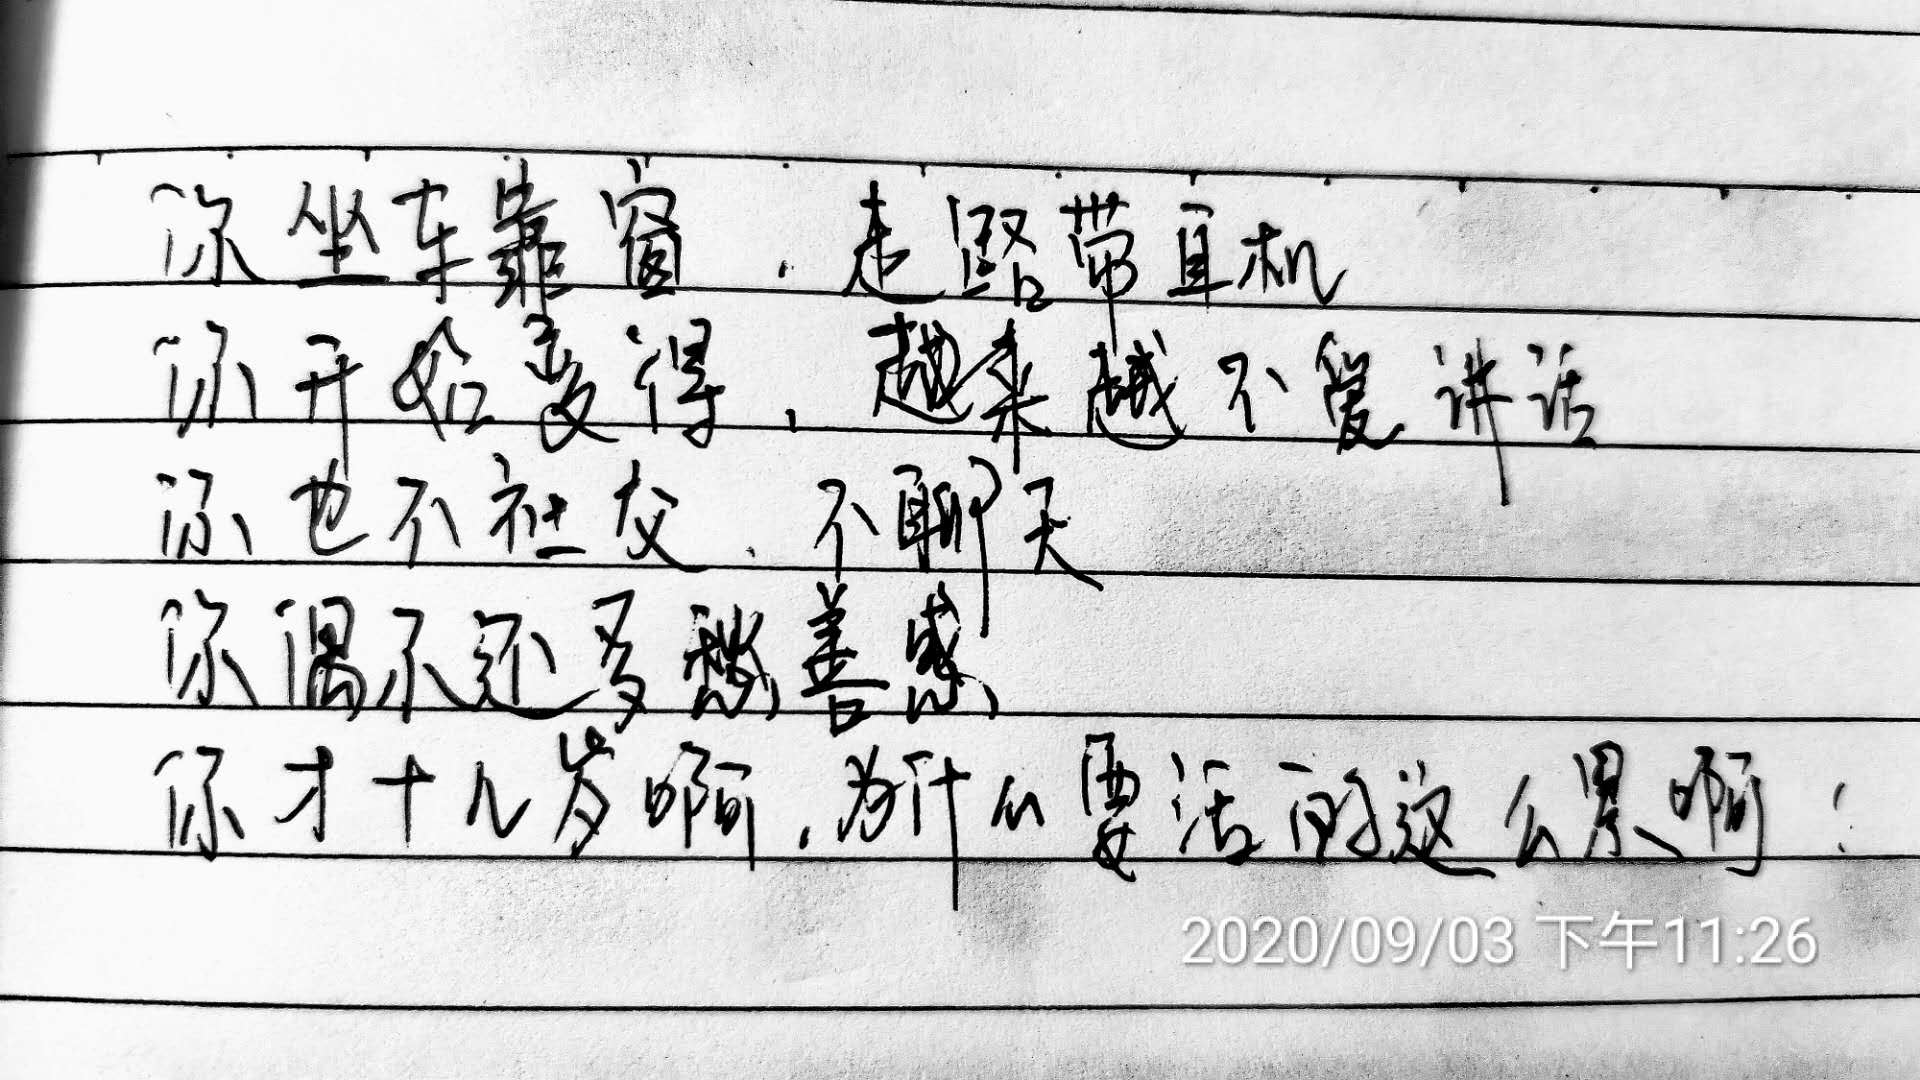 你坐车靠窗，走路带耳机
你开始变得，越来越不爱讲话
你也不社交，不聊天
你偶尔还多愁善感
你才十几岁啊，为什么要活的这么累啊！
2020/09/03 下午11:26